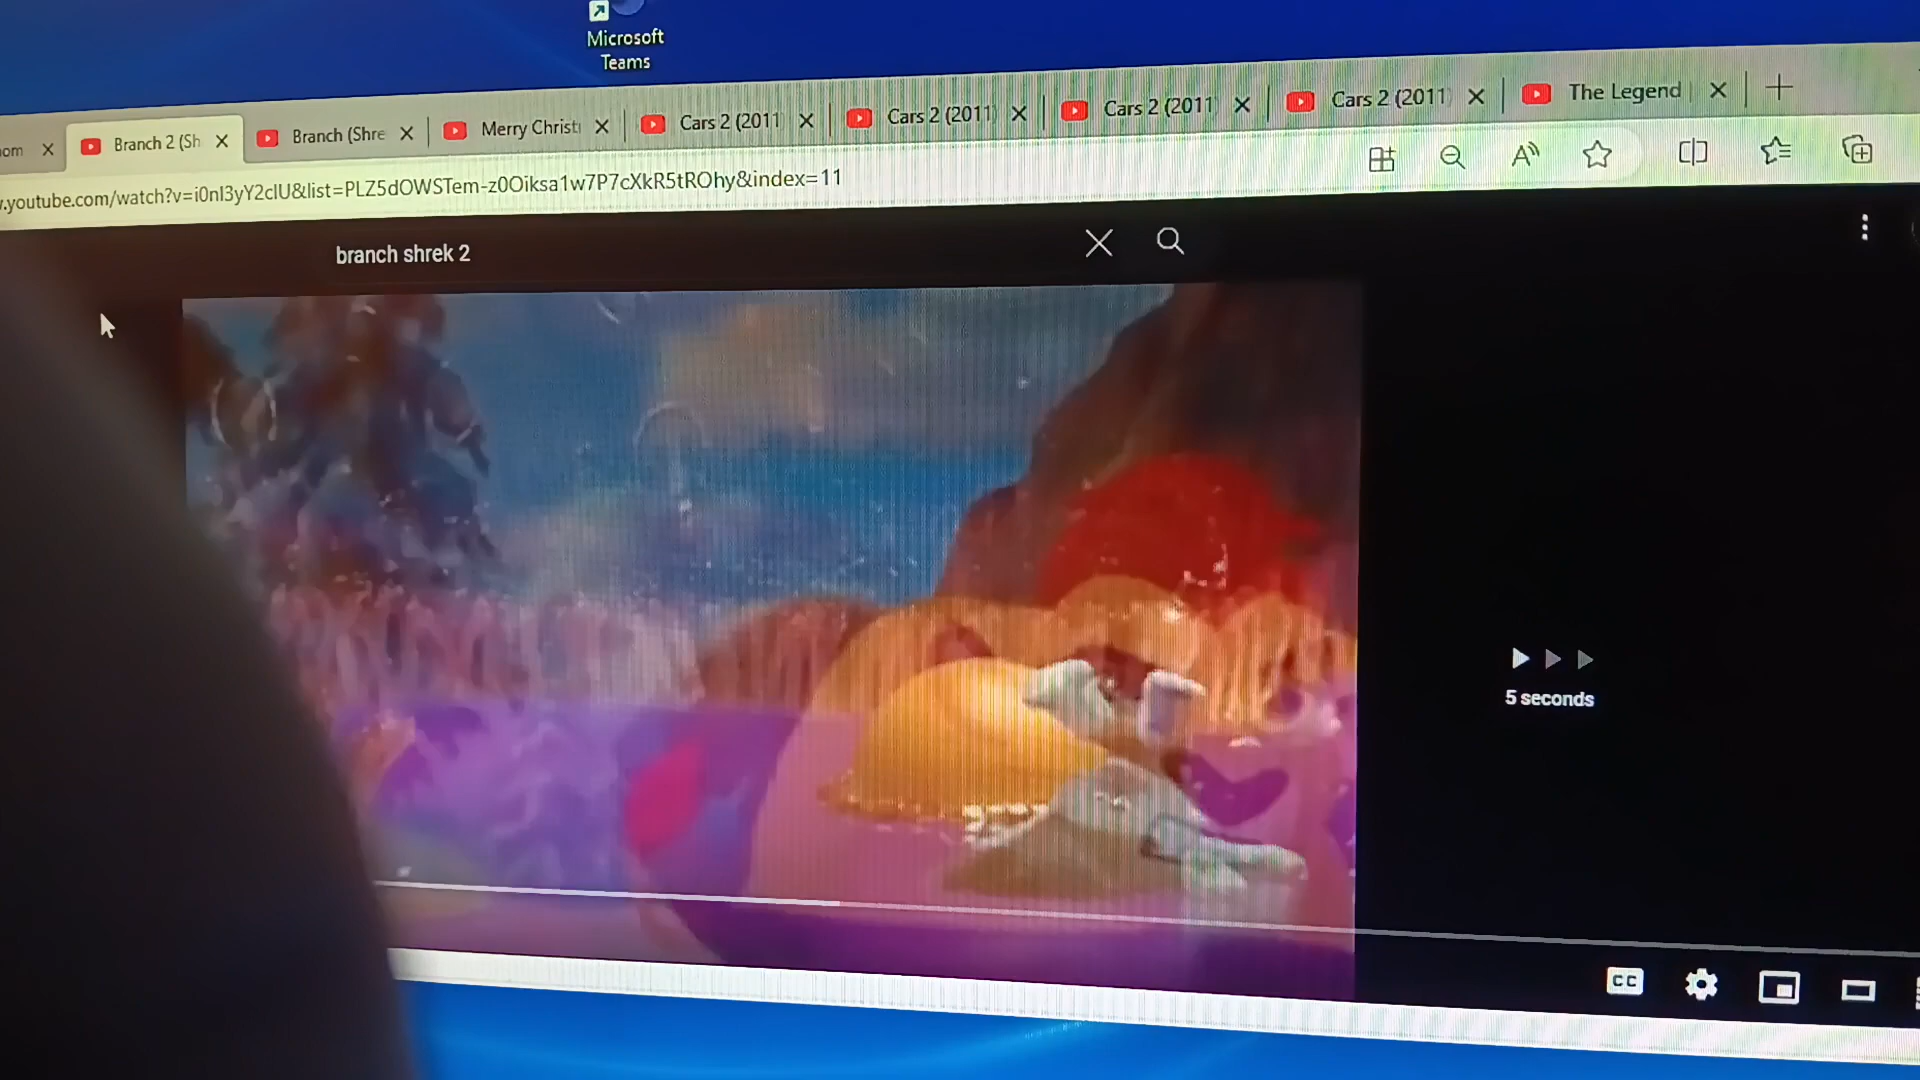 Microsoft
Teams
om
Branch 2 (Sh
Branch (Shre
Merry Christ
Cars 2 (2011
Cars 2 (2011
Cars 2 (2011
Cars 2 (2011
The Legend
.youtube.com/watch?v=i0nl3yY2clU&list=PLZ5dOWSTem-z0Oiksa1w7P7cXkR5tROhy&index=11
branch shrek 2
5 seconds
CC